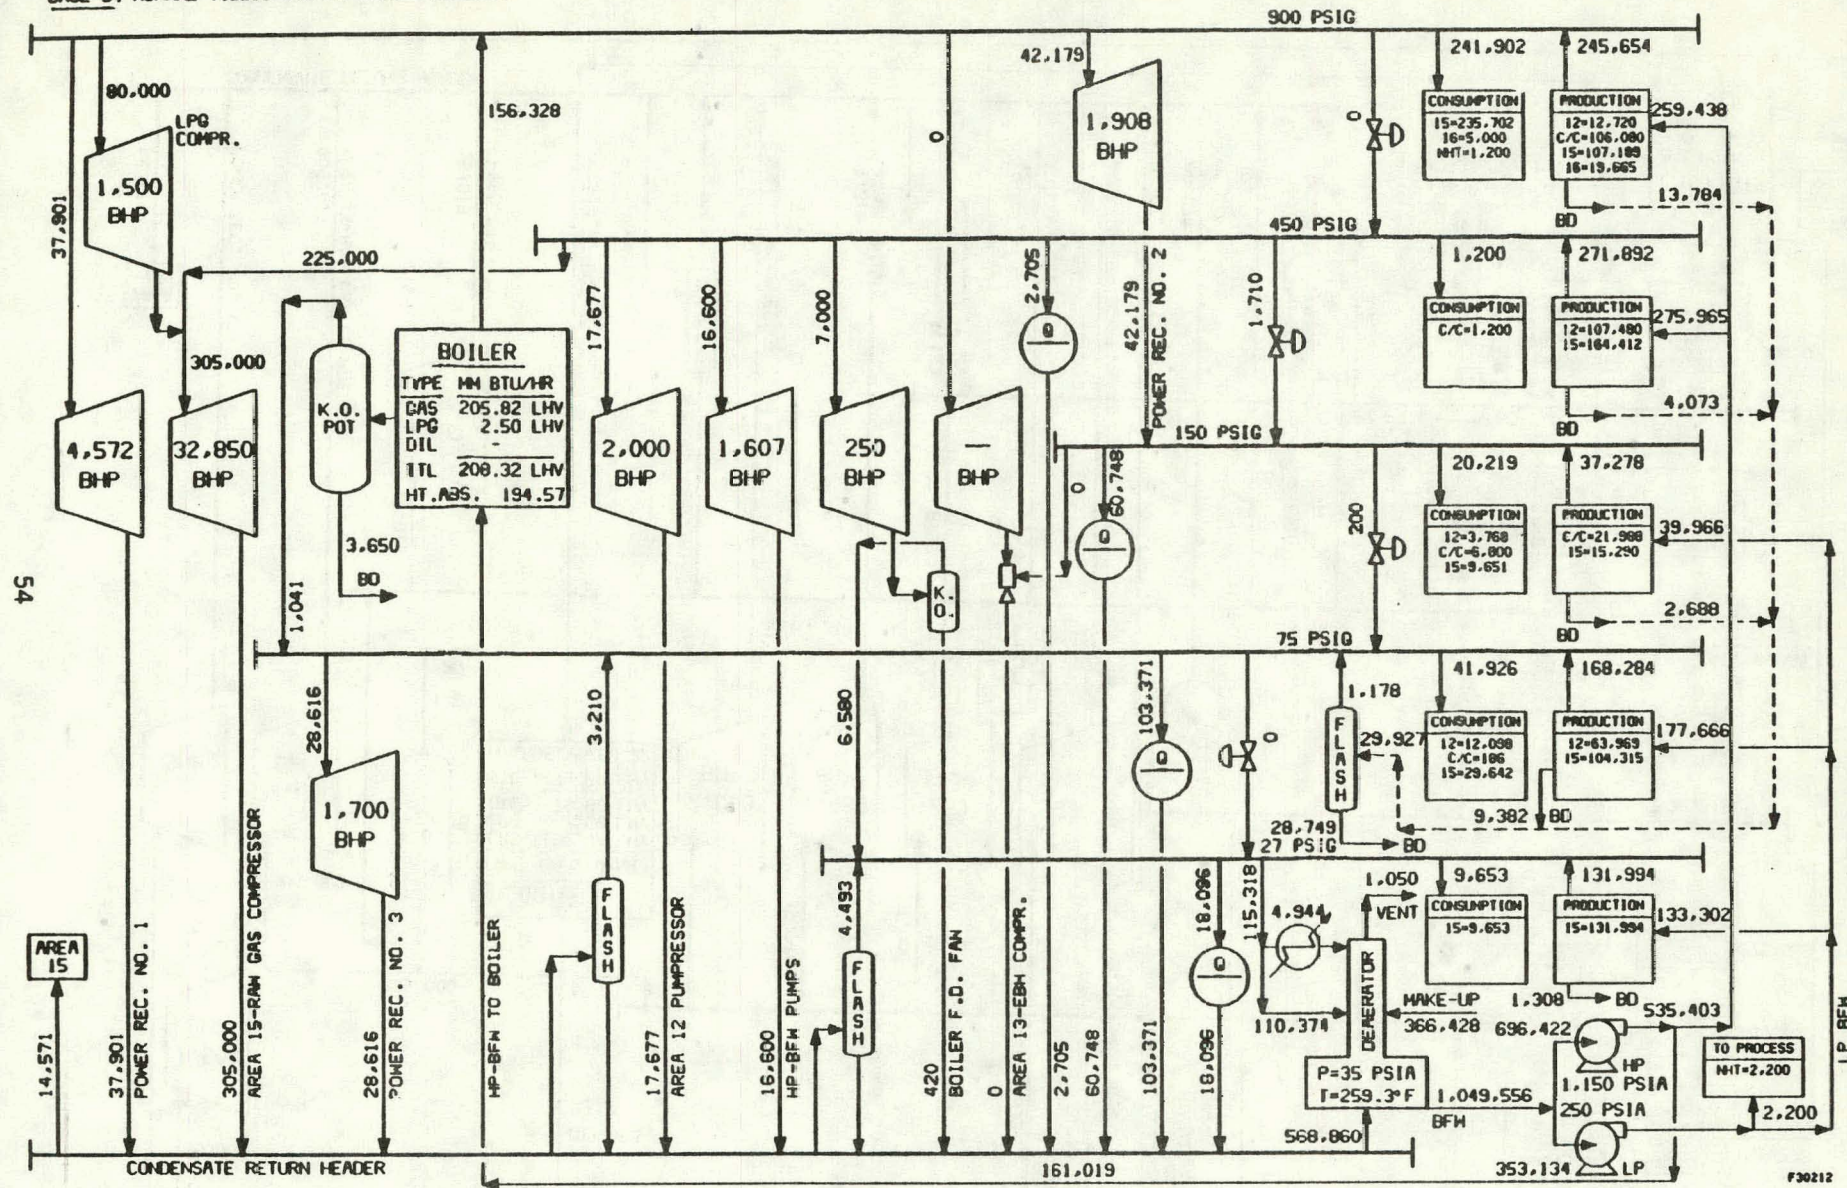 900 PSIG
80,000
LPG
COMPR.
1,500
BHP
37,901
156,328
0
42,179
1,908
BHP
0
241,902
245,654
CONSUMPTION
15=235,702
16=5,000
NHT=1,200
PRODUCTION
12=12,720
C/C=106,080
15=107,189
16=19,665
259,438
13,784
BD
450 PSIG
225,000
17,677
16,600
7,000
2,705
Q
42,179
POWER REC. NO. 2
1,710
1,200
271,892
CONSUMPTION
C/C=1,200
PRODUCTION
12=107,480
15=164,412
275,965
4,073
BD
305,000
K.O.
POT
BOILER
TYPE MM BTU/HR
GAS 205.82 LHV
LPG 2.50 LHV
OIL -
TTL 208.32 LHV
HT.ABS. 194.57
4,572
BHP
32,850
BHP
2,000
BHP
1,607
BHP
250
BHP
—
BHP
150 PSIG
0
60,748
Q
200
20,219
37,278
CONSUMPTION
12=3,768
C/C=6,800
15=9,651
PRODUCTION
C/C=21,988
15=15,290
39,966
2,688
BD
3,650
BD
1,041
K.
O.
54
75 PSIG
28,616
3,210
6,580
103,371
Q
0
1,178
FLASH
29,927
41,926
168,284
CONSUMPTION
12=12,098
C/C=186
15=29,642
PRODUCTION
12=63,969
15=104,315
177,666
9,382
BD
28,749
BD
1,700
BHP
27 PSIG
FLASH
4,493
FLASH
18,096
Q
115,318
4,944
110,374
1,050
VENT
DEAERATOR
9,653
131,994
CONSUMPTION
15=9,653
PRODUCTION
15=131,994
133,302
1,308
BD
MAKE-UP
366,428
P=35 PSIA
T=259.3°F
1,049,556
BFW
568,860
696,422
535,403
HP
1,150 PSIA
250 PSIA
353,134
LP
TO PROCESS
NHT=2,200
2,200
LP BFW
AREA
15
14,571
37,901
POWER REC. NO. 1
305,000
AREA 15-RAW GAS COMPRESSOR
28,616
POWER REC. NO. 3
HP-BFW TO BOILER
17,677
AREA 12 PUMPRESSOR
16,600
HP-BFW PUMPS
420
BOILER F.D. FAN
0
AREA 13-EBH COMPR.
2,705
60,748
103,371
18,096
CONDENSATE RETURN HEADER
161,019
F30212